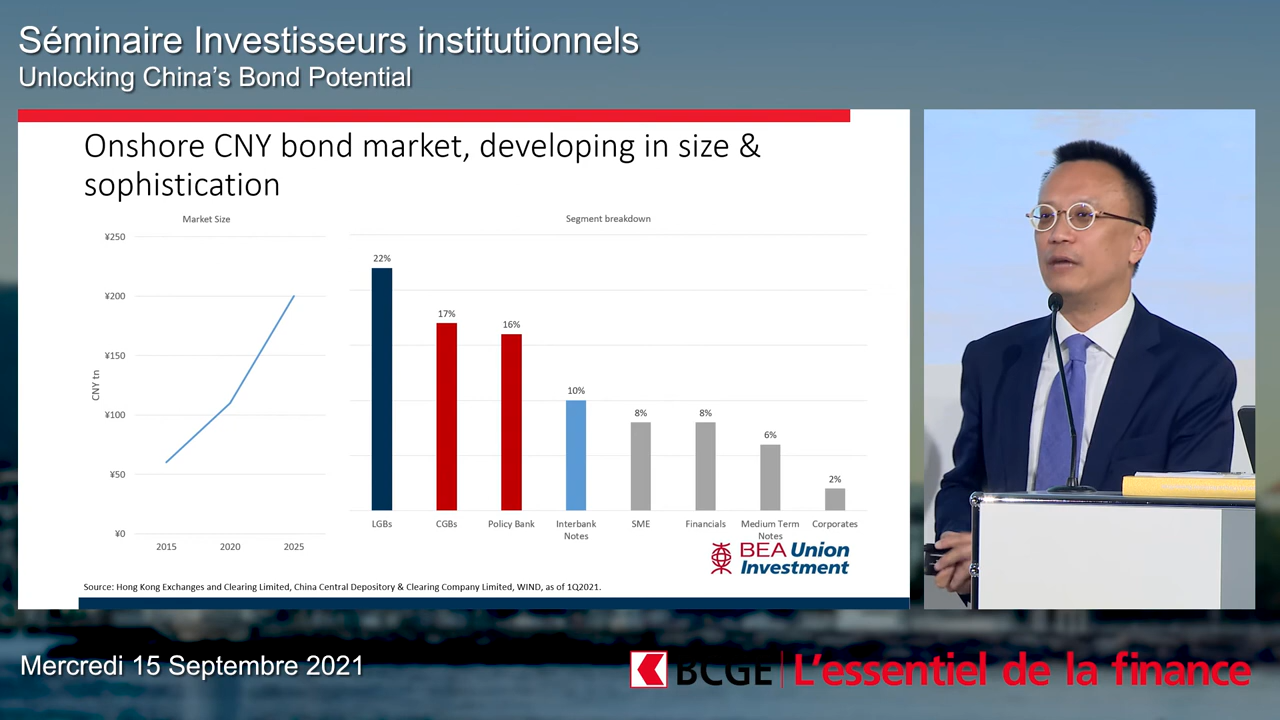 Séminaire Investisseurs institutionnels
Unlocking China's Bond Potential
Onshore CNY bond market, developing in size &
sophistication
Market Size
¥250
¥200
¥150
¥100
¥50
¥0
CNY tn
2015 2020 2025
Segment breakdown
22%
17%
16%
10%
8%
8%
6%
2%
LGBs CGBs Policy Bank Interbank Notes SME Financials Medium Term Notes Corporates
BEA Union
Investment
Source: Hong Kong Exchanges and Clearing Limited, China Central Depository & Clearing Company Limited, WIND, as of 1Q2021.
Mercredi 15 Septembre 2021
BCGE L'essentiel de la finance